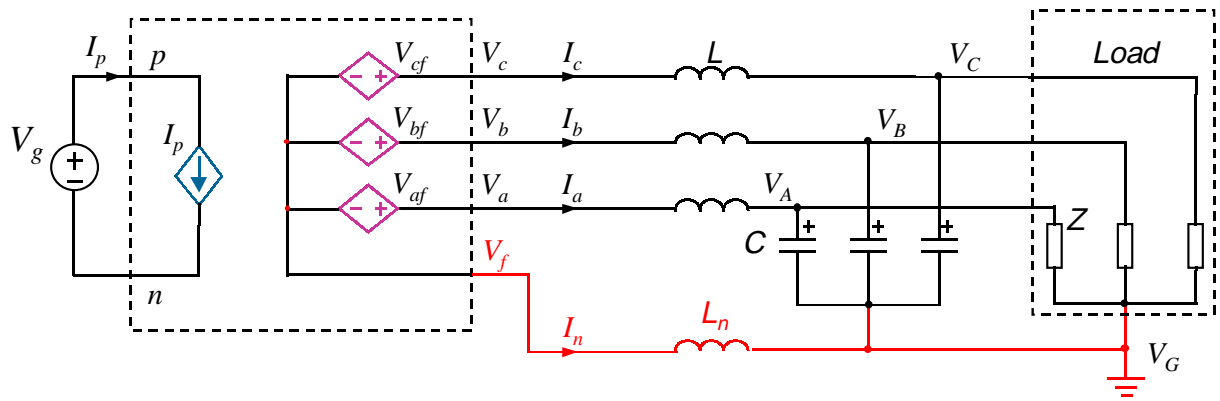 I_p p V_cf V_c I_c L V_C Load
V_g I_p V_bf V_b I_b V_B
V_af V_a I_a V_A
C Z
V_f
n I_n L_n V_G